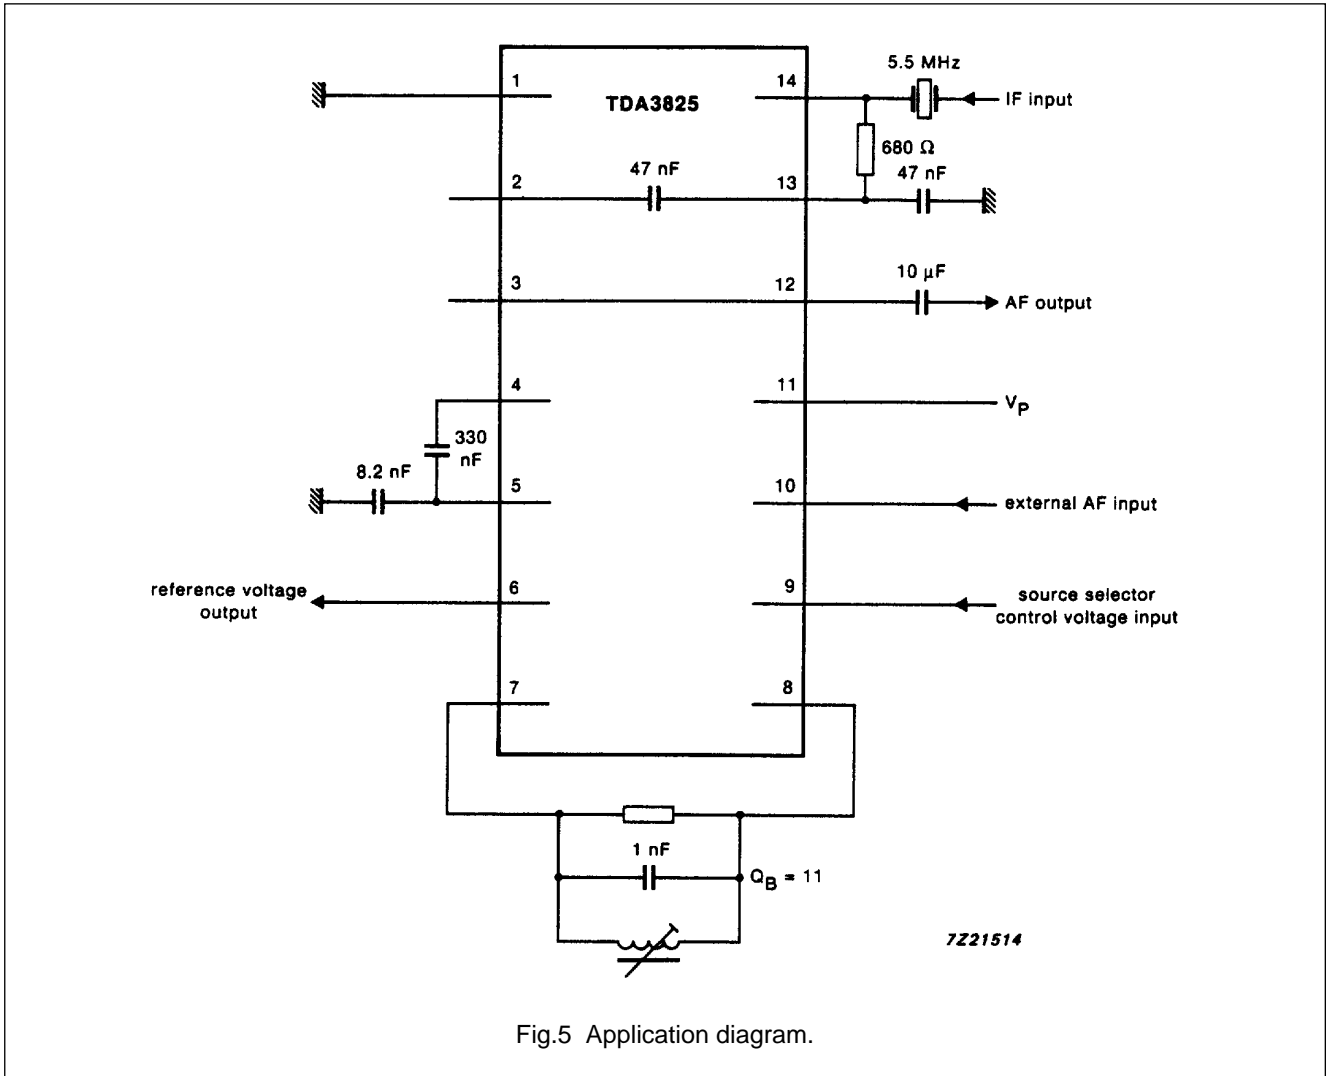 5.5 MHz
1
14
TDA3825
IF input
680 Ω
47 nF
47 nF
2
13
10 µF
3
12
AF output
4
11
V_P
330
nF
8.2 nF
5
10
external AF input
reference voltage
output
6
9
source selector
control voltage input
7
8
1 nF
Q_B = 11
7Z21514
Fig.5 Application diagram.